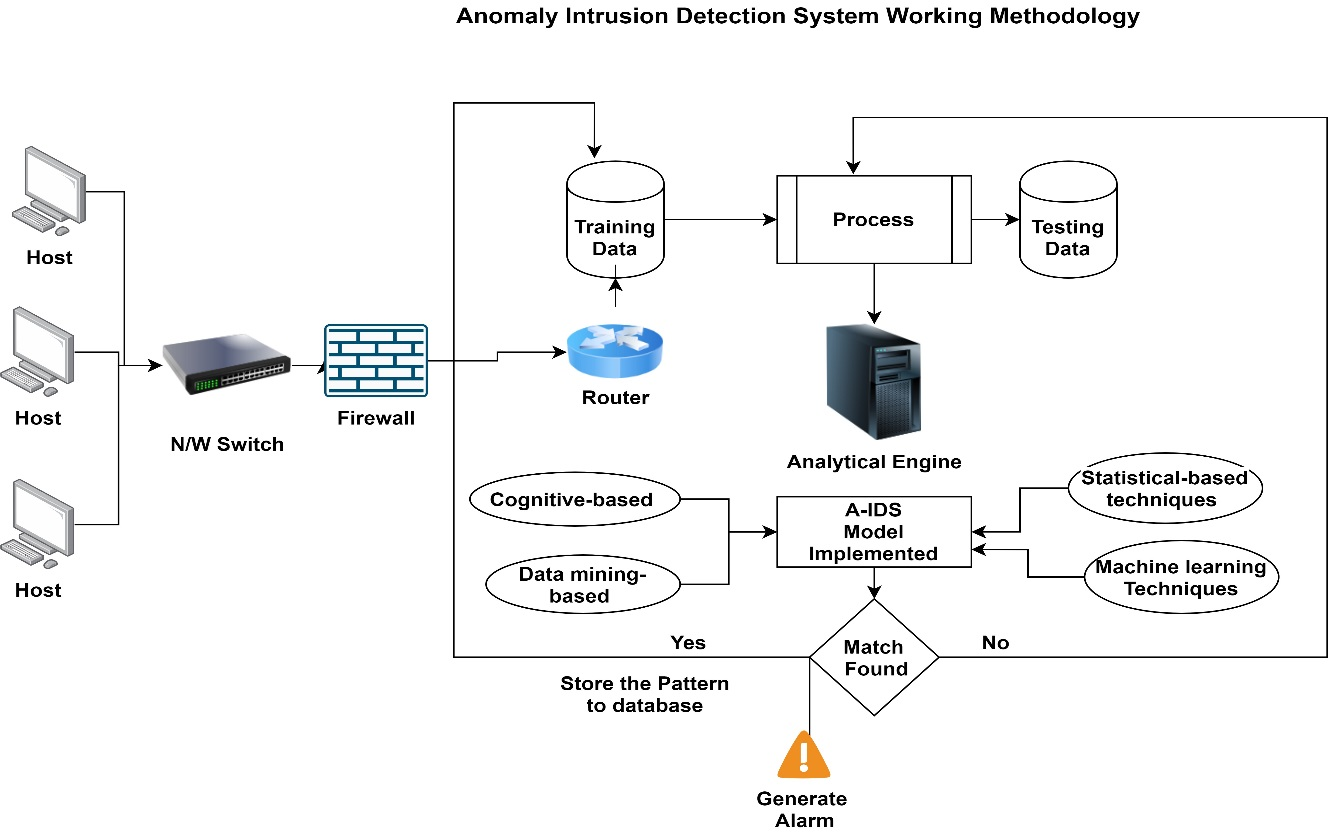 Anomaly Intrusion Detection System Working Methodology
Host
Host
Host
N/W Switch
Firewall
Training
Data
Router
Process
Testing
Data
Analytical Engine
Cognitive-based
Data mining-
based
A-IDS
Model
Implemented
Statistical-based
techniques
Machine learning
Techniques
Yes
Match
Found
No
Store the Pattern
to database
Generate
Alarm